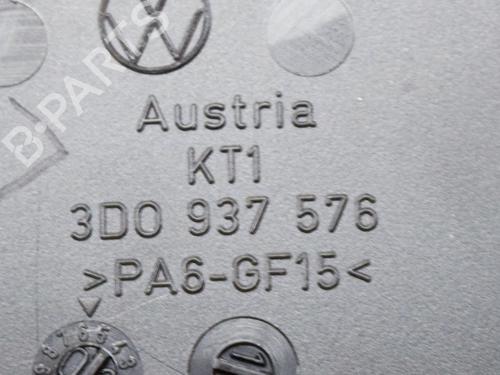 B-PARTS
Austria
KT1
3D0 937 576
>PA6-GF15<